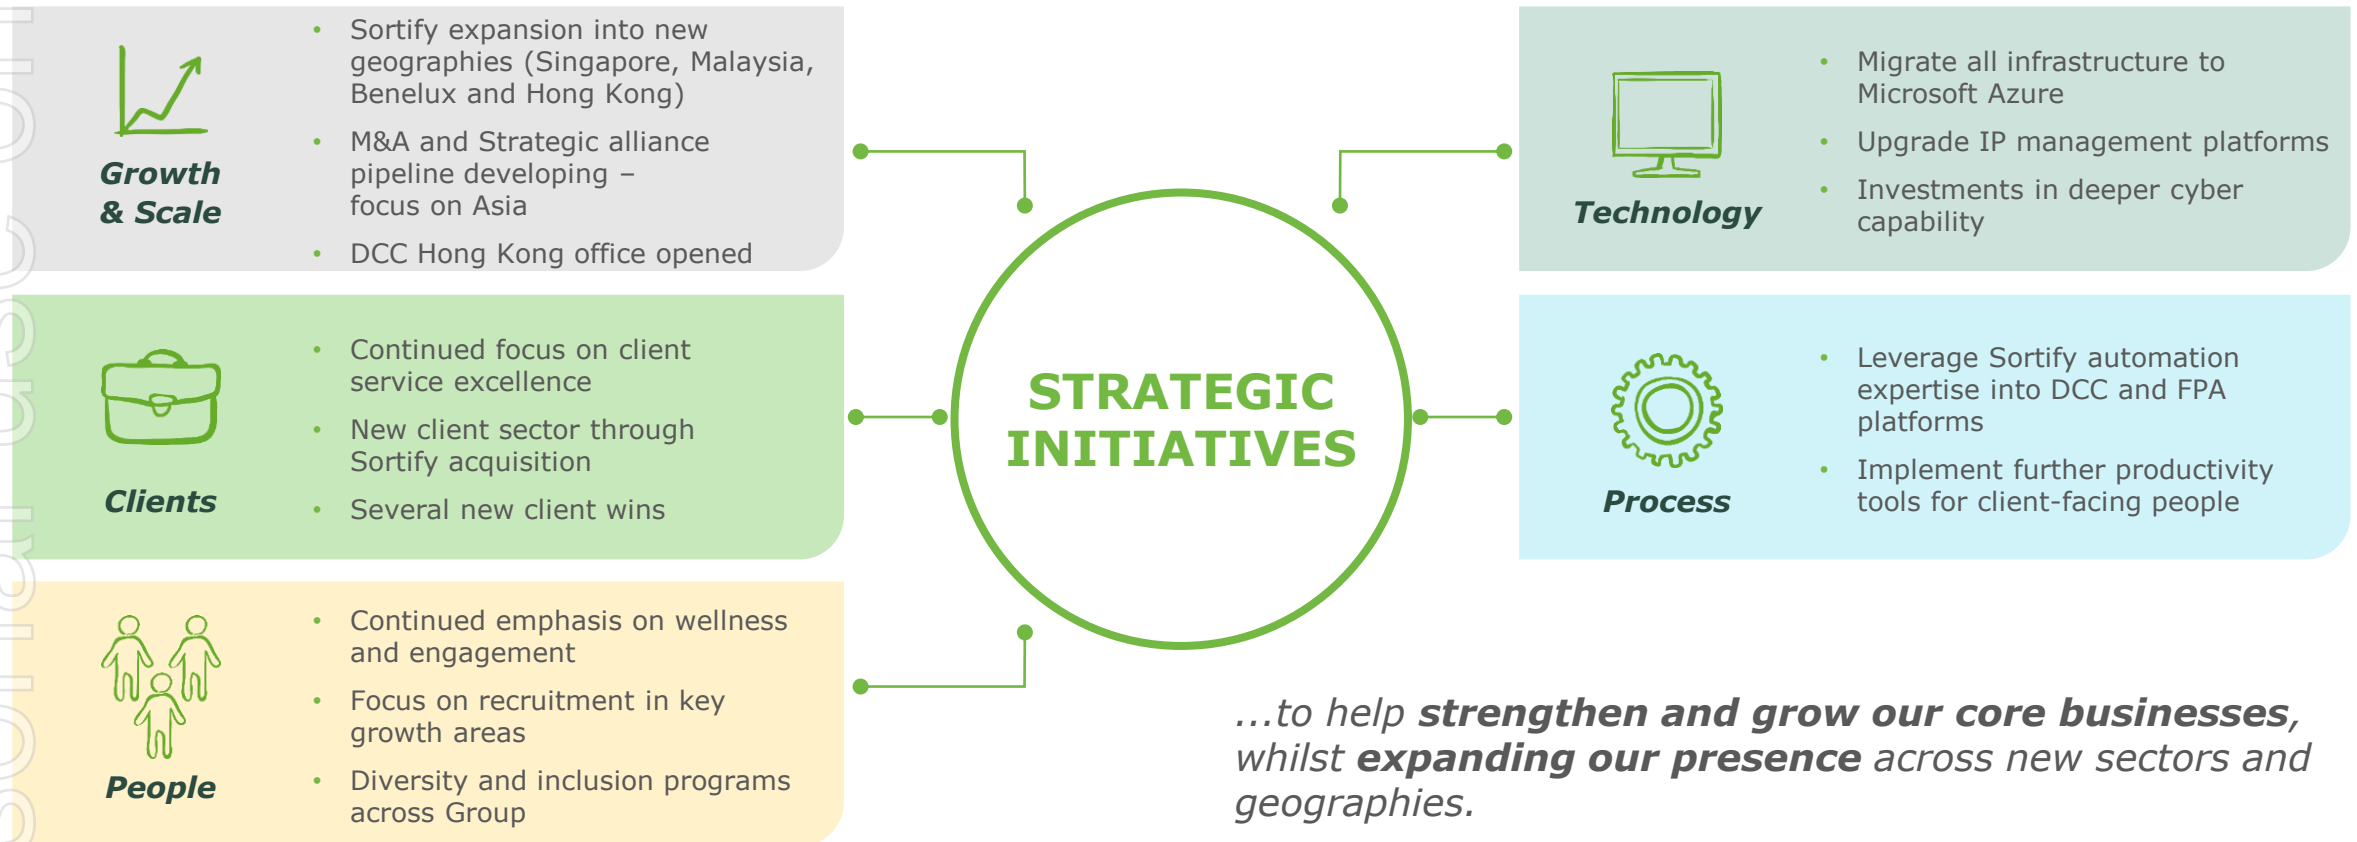 • Sortify expansion into new
geographies (Singapore, Malaysia,
Benelux and Hong Kong)
• M&A and Strategic alliance
pipeline developing –
focus on Asia
• DCC Hong Kong office opened
Growth
& Scale
• Continued focus on client
service excellence
• New client sector through
Sortify acquisition
• Several new client wins
Clients
• Continued emphasis on wellness
and engagement
• Focus on recruitment in key
growth areas
• Diversity and inclusion programs
across Group
People
STRATEGIC
INITIATIVES
• Migrate all infrastructure to
Microsoft Azure
• Upgrade IP management platforms
• Investments in deeper cyber
capability
Technology
• Leverage Sortify automation
expertise into DCC and FPA
platforms
• Implement further productivity
tools for client-facing people
Process
...to help strengthen and grow our core businesses,
whilst expanding our presence across new sectors and
geographies.